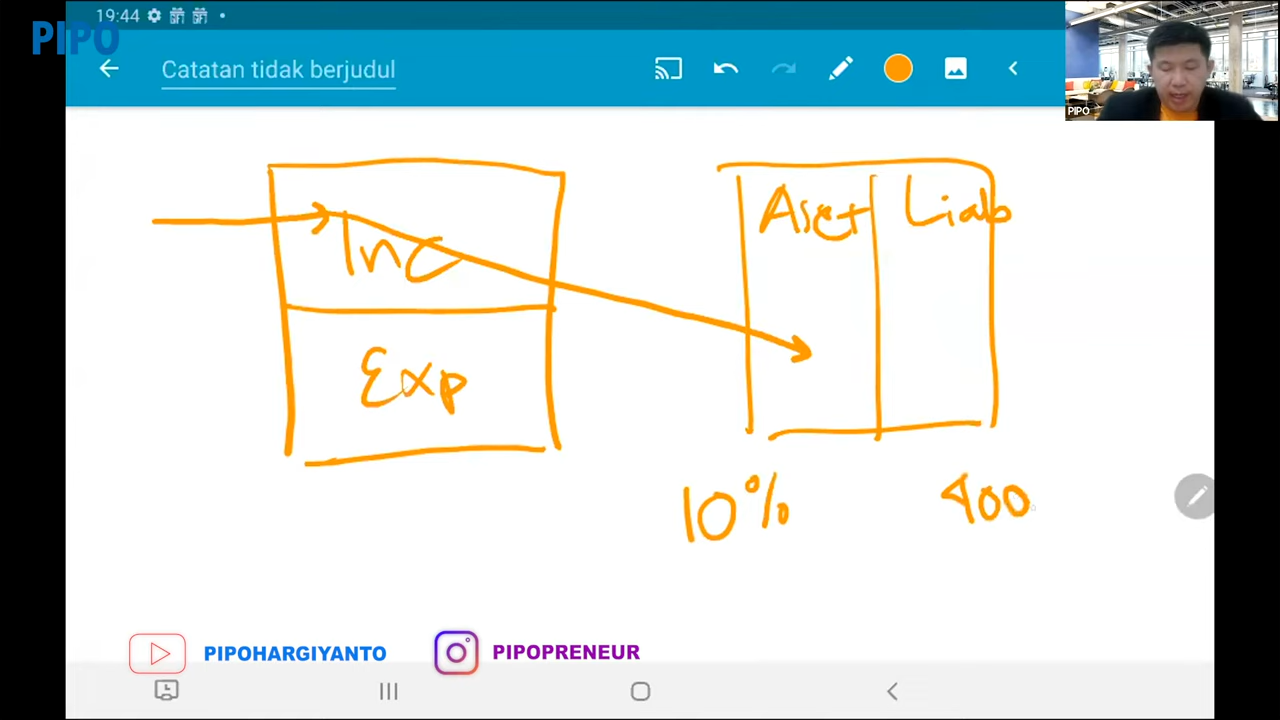 19:44
PIPO
Catatan tidak berjudul
PIPO
Inc
Exp
Aset
Liab
10%
400
PIPOHARGIYANTO
PIPOPRENEUR